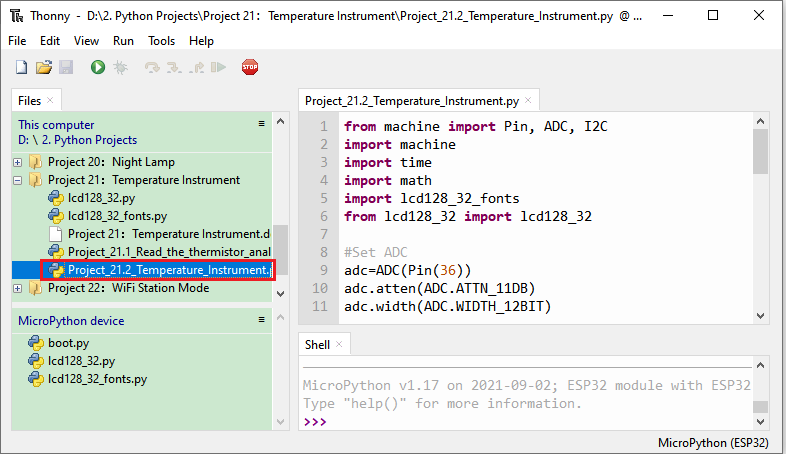 Thonny - D:\2. Python Projects\Project 21：Temperature Instrument\Project_21.2_Temperature_Instrument.py @ ...
File Edit View Run Tools Help
STOP
Files
This computer
D: \ 2. Python Projects
Project 20：Night Lamp
Project 21：Temperature Instrument
lcd128_32.py
lcd128_32_fonts.py
Project 21：Temperature Instrument.d
Project_21.1_Read_the_thermistor_anal
Project_21.2_Temperature_Instrument.p
Project 22：WiFi Station Mode
MicroPython device
boot.py
lcd128_32.py
lcd128_32_fonts.py
Project_21.2_Temperature_Instrument.py
1 from machine import Pin, ADC, I2C
2 import machine
3 import time
4 import math
5 import lcd128_32_fonts
6 from lcd128_32 import lcd128_32
7
8 #Set ADC
9 adc=ADC(Pin(36))
10 adc.atten(ADC.ATTN_11DB)
11 adc.width(ADC.WIDTH_12BIT)
Shell
MicroPython v1.17 on 2021-09-02; ESP32 module with ESP32
Type "help()" for more information.
>>>
MicroPython (ESP32)